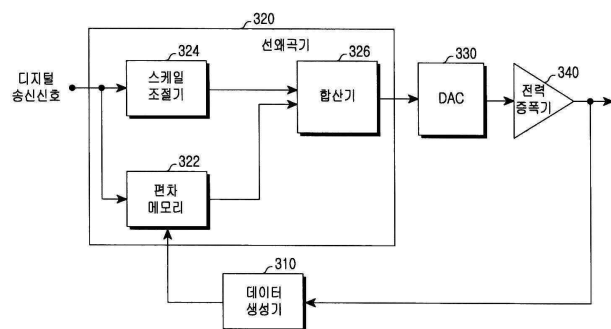 320
선왜곡기
324
스케일
조절기
326
합산기
330
DAC
340
전력
증폭기
디지털
송신신호
322
편차
메모리
310
데이터
생성기